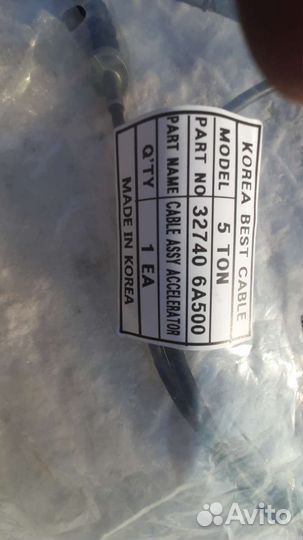 KOREA BEST CABLE
MODEL 5 TON
PART NO 32740 6A500
PART NAME CABLE ASSY ACCELERATOR
Q'TY 1 EA
MADE IN KOREA
Avito